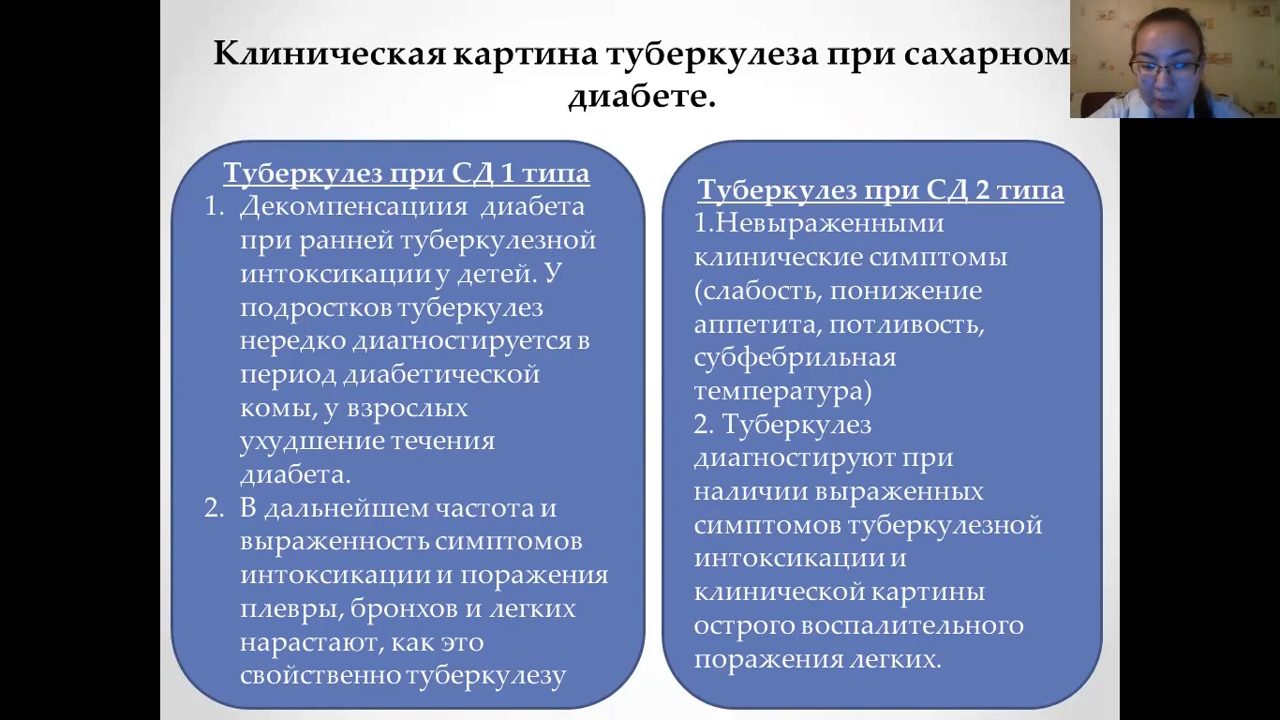 Клиническая картина туберкулеза при сахарном
диабете.
Туберкулез при СД 1 типа
1. Декомпенсациия диабета
при ранней туберкулезной
интоксикации у детей. У
подростков туберкулез
нередко диагностируется в
период диабетической
комы, у взрослых
ухудшение течения
диабета.
2. В дальнейшем частота и
выраженность симптомов
интоксикации и поражения
плевры, бронхов и легких
нарастают, как это
свойственно туберкулезу
Туберкулез при СД 2 типа
1.Невыраженными
клинические симптомы
(слабость, понижение
аппетита, потливость,
субфебрильная
температура)
2. Туберкулез
диагностируют при
наличии выраженных
симптомов туберкулезной
интоксикации и
клинической картины
острого воспалительного
поражения легких.